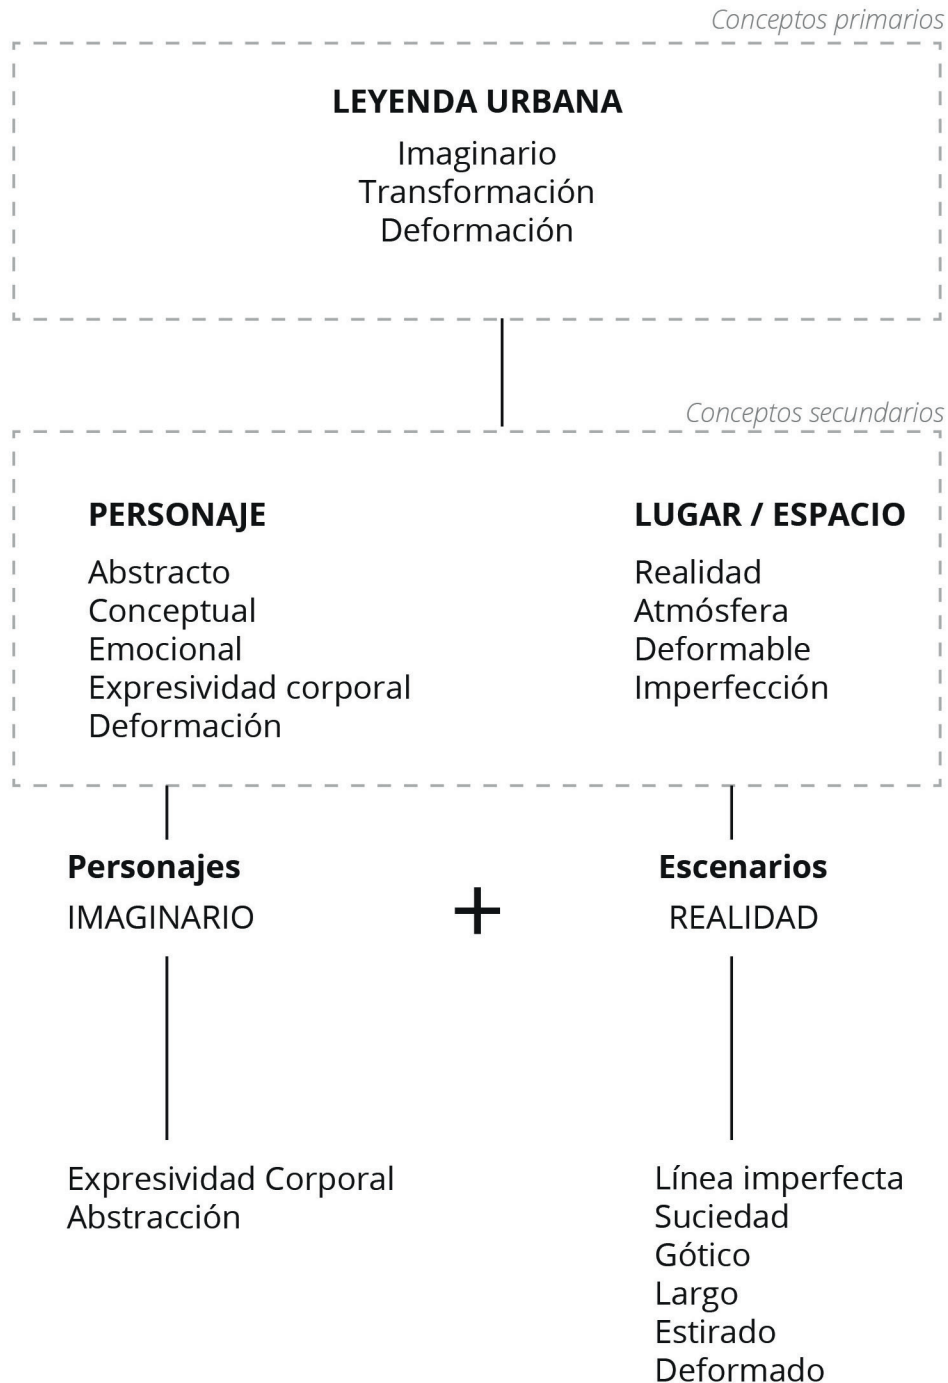 Conceptos primarios
LEYENDA URBANA
Imaginario
Transformación
Deformación
Conceptos secundarios
PERSONAJE
Abstracto
Conceptual
Emocional
Expresividad corporal
Deformación
LUGAR / ESPACIO
Realidad
Atmósfera
Deformable
Imperfección
Personajes
IMAGINARIO
+
Escenarios
REALIDAD
Expresividad Corporal
Abstracción
Línea imperfecta
Suciedad
Gótico
Largo
Estirado
Deformado